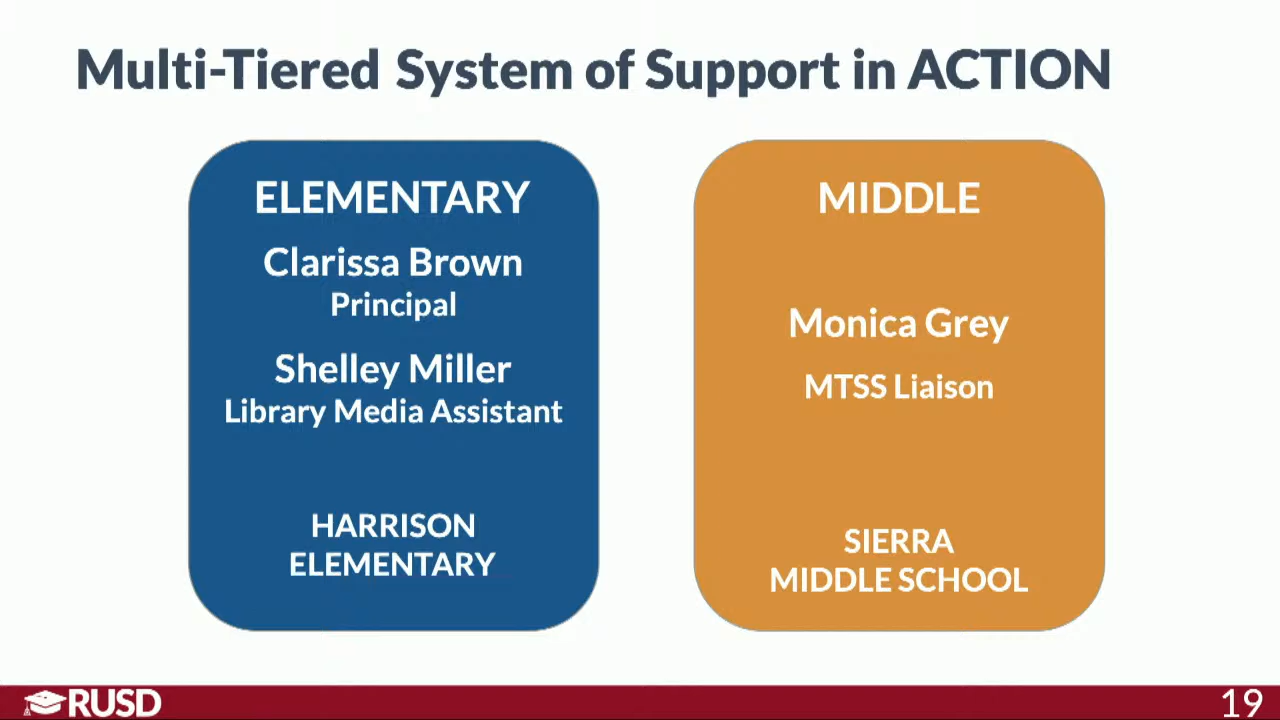 Multi-Tiered System of Support in ACTION
ELEMENTARY
Clarissa Brown
Principal
Shelley Miller
Library Media Assistant
HARRISON
ELEMENTARY
MIDDLE
Monica Grey
MTSS Liaison
SIERRA
MIDDLE SCHOOL
RUSD
19